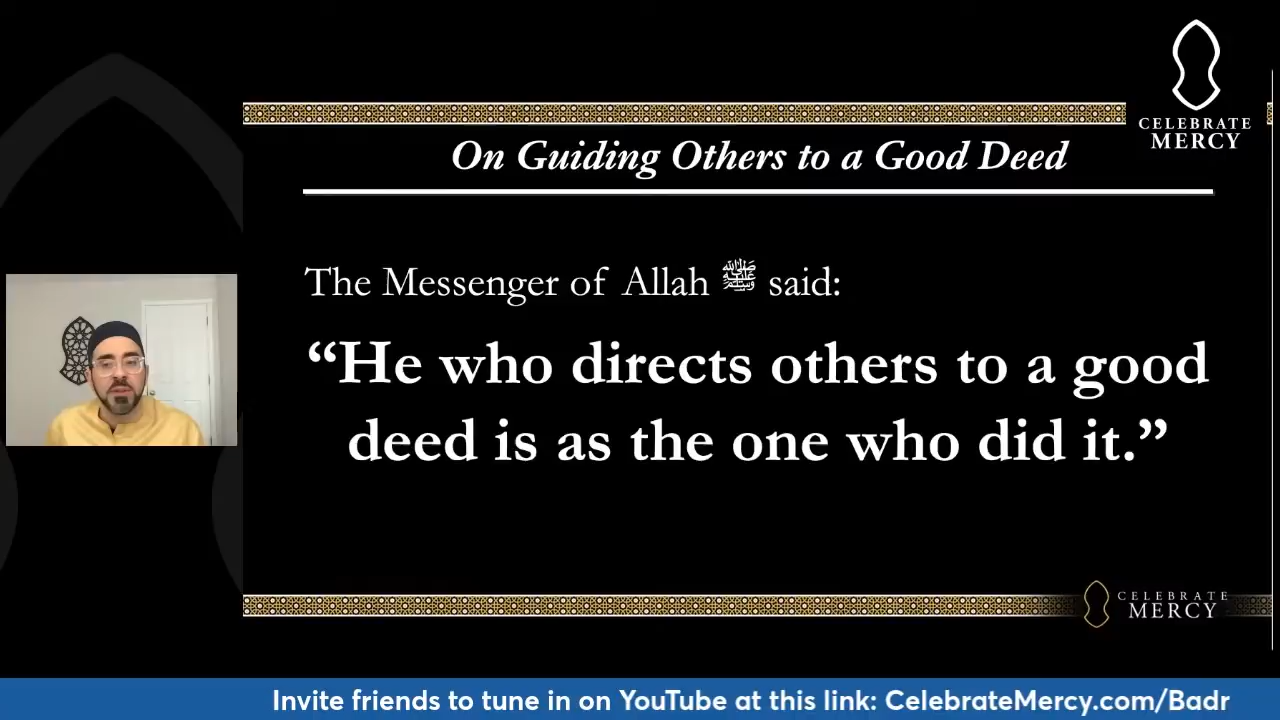 CELEBRATE
MERCY
On Guiding Others to a Good Deed
The Messenger of Allah ﷺ said:
“He who directs others to a good
deed is as the one who did it.”
CELEBRATE
MERCY
Invite friends to tune in on YouTube at this link: CelebrateMercy.com/Badr